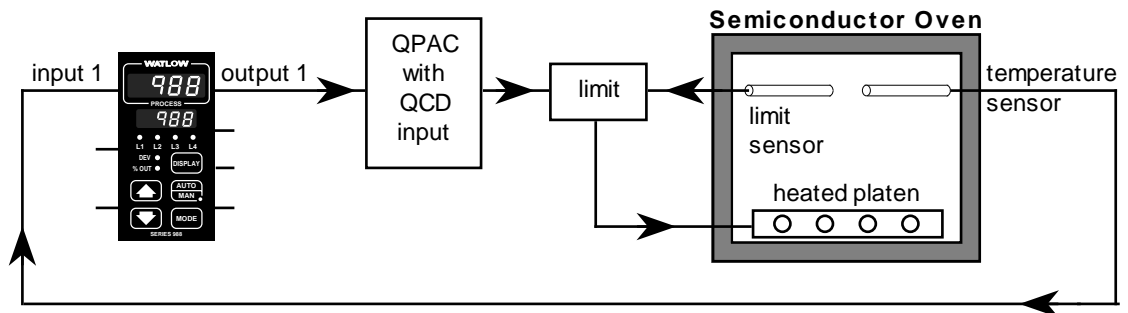 Semiconductor Oven
input 1
WATLOW
988
PROCESS
988
L1 L2 L3 L4
DEV
% OUT
DISPLAY
AUTO
MAN
MODE
SERIES 988
output 1
QPAC
with
QCD
input
limit
limit
sensor
heated platen
temperature
sensor